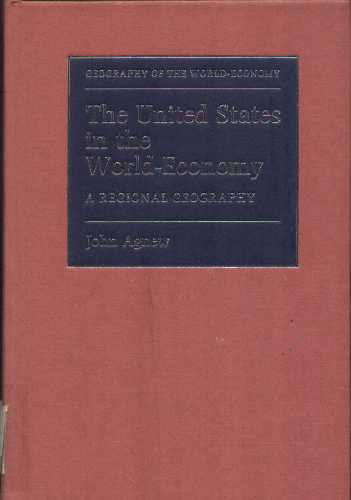 GEOGRAPHY OF THE WORLD-ECONOMY
The United States
in the
World-Economy
A REGIONAL GEOGRAPHY
John Agnew